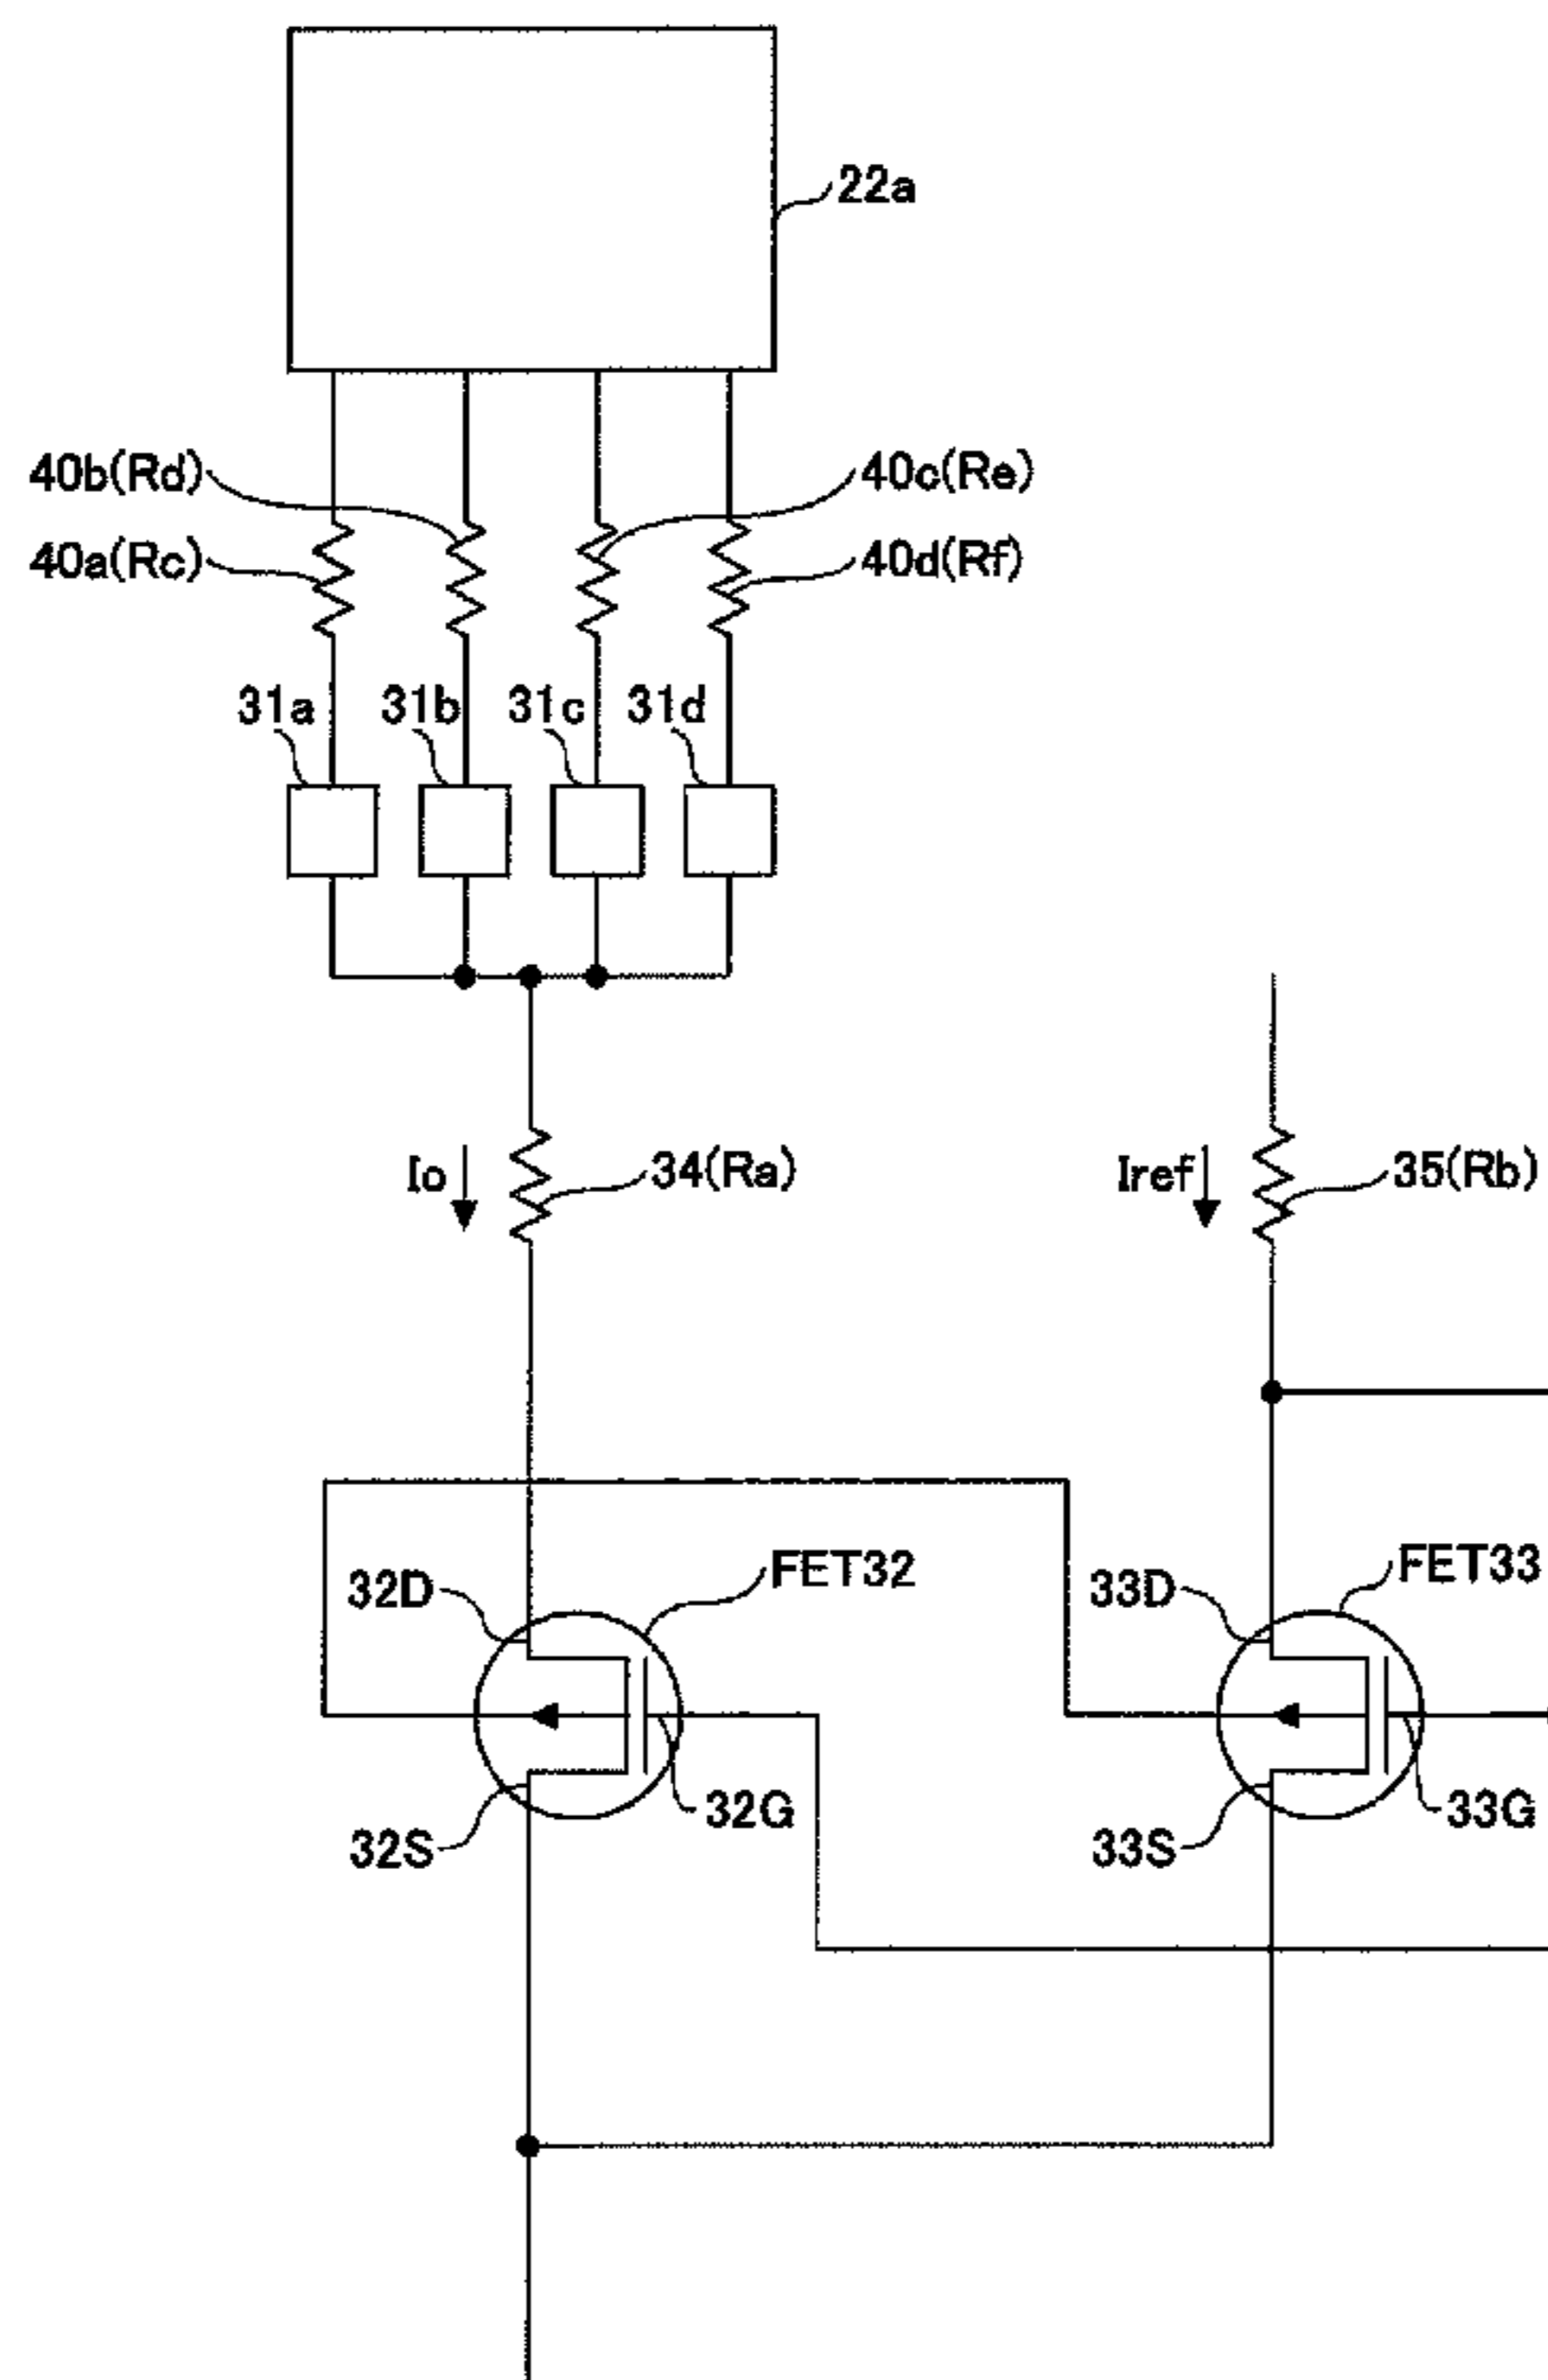 22a
40b(Rd)
40c(Re)
40a(Rc)
40d(Rf)
31a
31b
31c
31d
Io
34(Ra)
Iref
35(Rb)
32D
FET32
33D
FET33
32S
32G
33S
33G